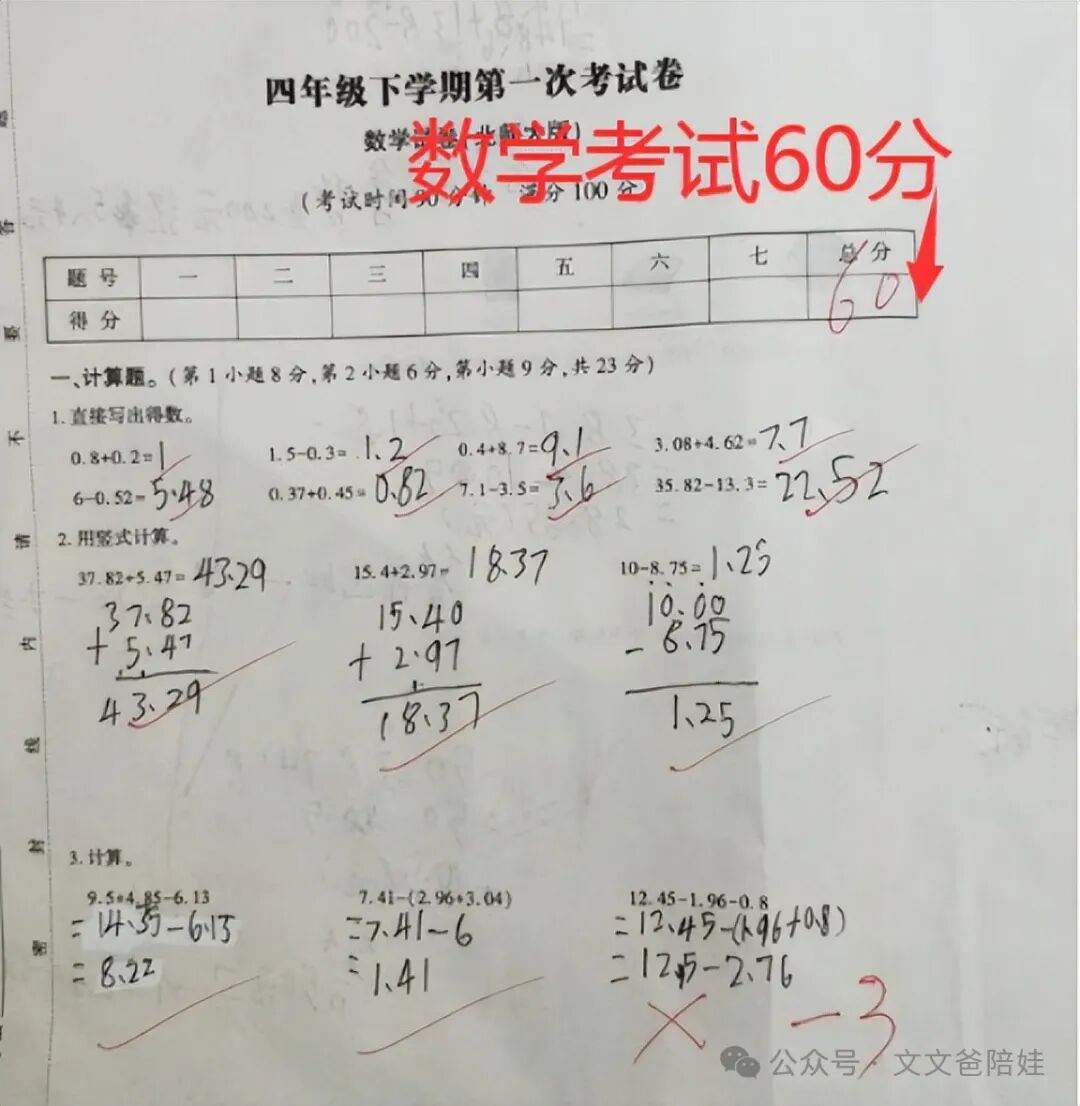 四年级下学期第一次考试卷
数学试卷(北师大版)
数学考试60分
(考试时间90分钟 满分100分
题号 一 二 三 四 五 六 七 总分
得分 60
一、计算题。(第1小题8分,第2小题6分,第小题9分,共23分)
1.直接写出得数。
0.8+0.2=1 1.5-0.3=1.2 0.4+8.7=9.1 3.08+4.62=7.7
6-0.52=5.48 0.37+0.45=0.82 7.1-3.5=3.6 35.82-13.3=22.52
2.用竖式计算。
37.82+5.47=43.29 15.4+2.97=18.37 10-8.75=1.25
37.82 15.40 10.00
+5.47 +2.97 -8.75
43.29 18.37 1.25
3.计算。
9.5+4.85-6.13 7.41-(2.96+3.04) 12.45-1.96-0.8
=14.35-6.13 =7.41-6 =12.45-(1.96+0.8)
=8.22 =1.41 =12.5-2.76
-3
密 封 线 内 不 要 答 题
公众号·文文爸陪娃